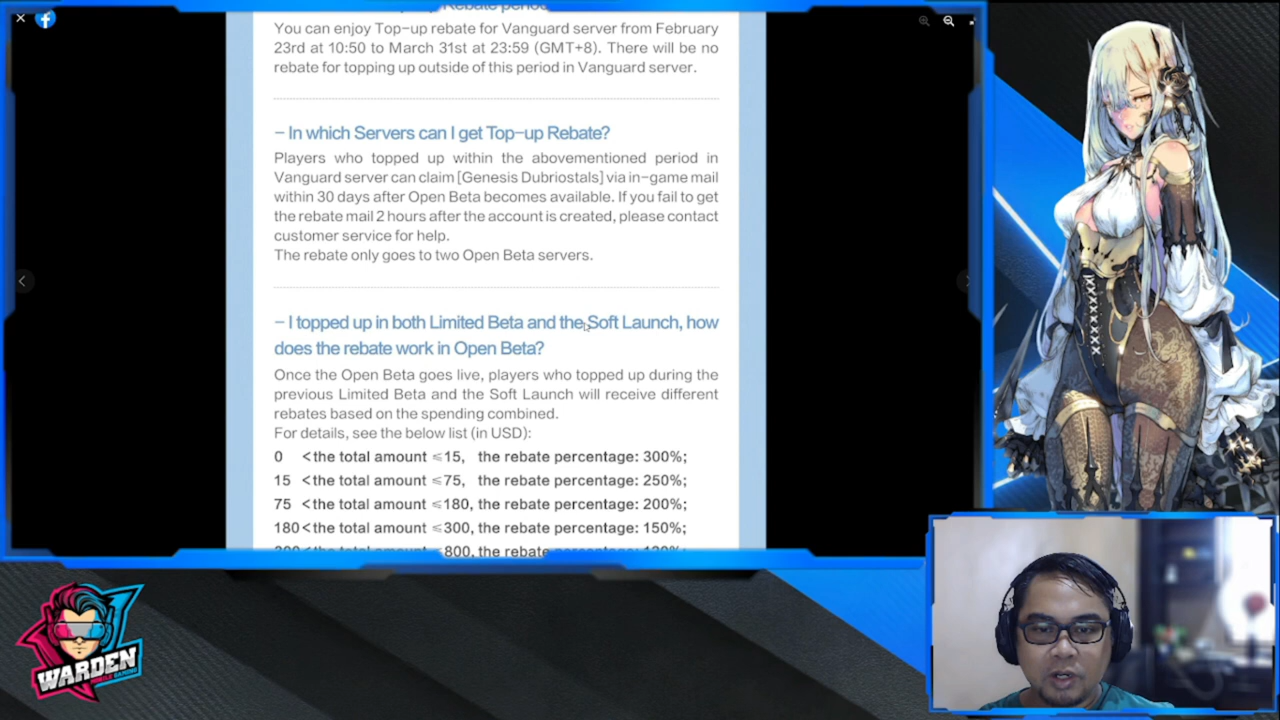 You can enjoy Top-up rebate for Vanguard server from February
23rd at 10:50 to March 31st at 23:59 (GMT+8). There will be no
rebate for topping up outside of this period in Vanguard server.
– In which Servers can I get Top-up Rebate?
Players who topped up within the abovementioned period in
Vanguard server can claim [Genesis Dubriostals] via in-game mail
within 30 days after Open Beta becomes available. If you fail to get
the rebate mail 2 hours after the account is created, please contact
customer service for help.
The rebate only goes to two Open Beta servers.
– I topped up in both Limited Beta and the Soft Launch, how
does the rebate work in Open Beta?
Once the Open Beta goes live, players who topped up during the
previous Limited Beta and the Soft Launch will receive different
rebates based on the spending combined.
For details, see the below list (in USD):
0 <the total amount ≤15, the rebate percentage: 300%;
15 <the total amount ≤75, the rebate percentage: 250%;
75 <the total amount ≤180, the rebate percentage: 200%;
180<the total amount ≤300, the rebate percentage: 150%;
the total amount ≤800, the rebate percentage:
WARDEN
MOBILE GAMING